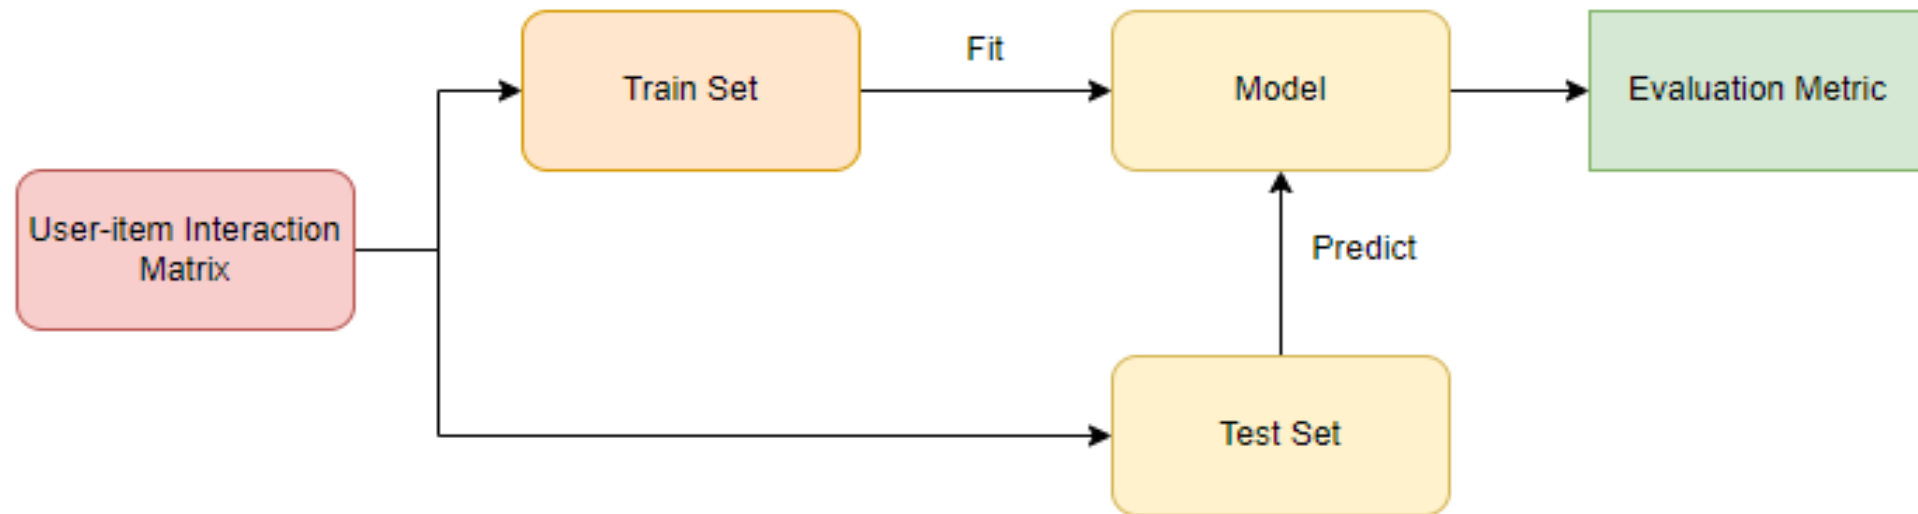 Fit
Train Set
Model
Evaluation Metric
User-item Interaction
Matrix
Predict
Test Set